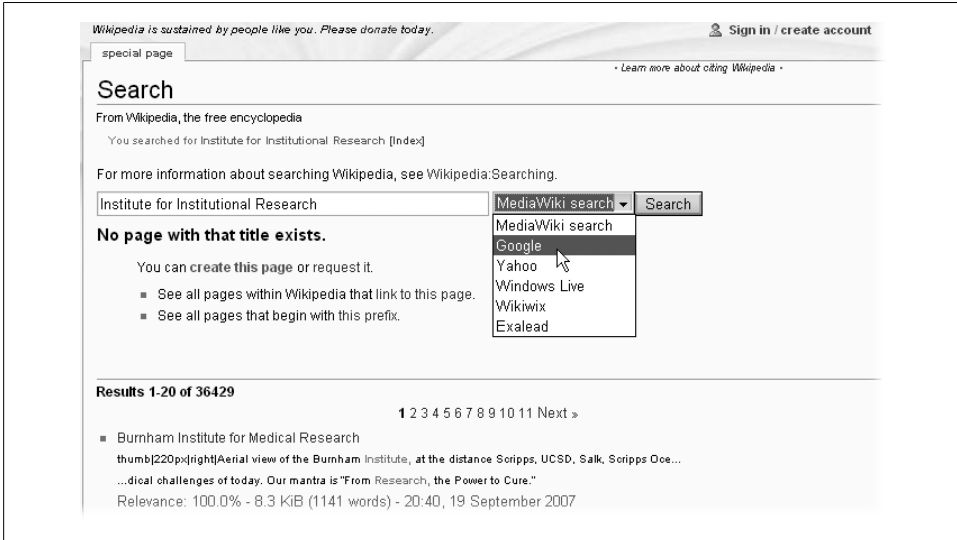 Wikipedia is sustained by people like you. Please donate today.
Sign in / create account
special page
• Learn more about citing Wikipedia •
Search
From Wikipedia, the free encyclopedia
You searched for Institute for Institutional Research [Index]
For more information about searching Wikipedia, see Wikipedia:Searching.
Institute for Institutional Research
MediaWiki search
Search
MediaWiki search
Google
Yahoo
Windows Live
Wikiwix
Exalead
No page with that title exists.
You can create this page or request it.
See all pages within Wikipedia that link to this page.
See all pages that begin with this prefix.
Results 1-20 of 36429
1 2 3 4 5 6 7 8 9 10 11 Next »
Burnham Institute for Medical Research
thumb|220px|right|Aerial view of the Burnham Institute, at the distance Scripps, UCSD, Salk, Scripps Oce...
...dical challenges of today. Our mantra is "From Research, the Power to Cure."
Relevance: 100.0% - 8.3 KiB (1141 words) - 20:40, 19 September 2007